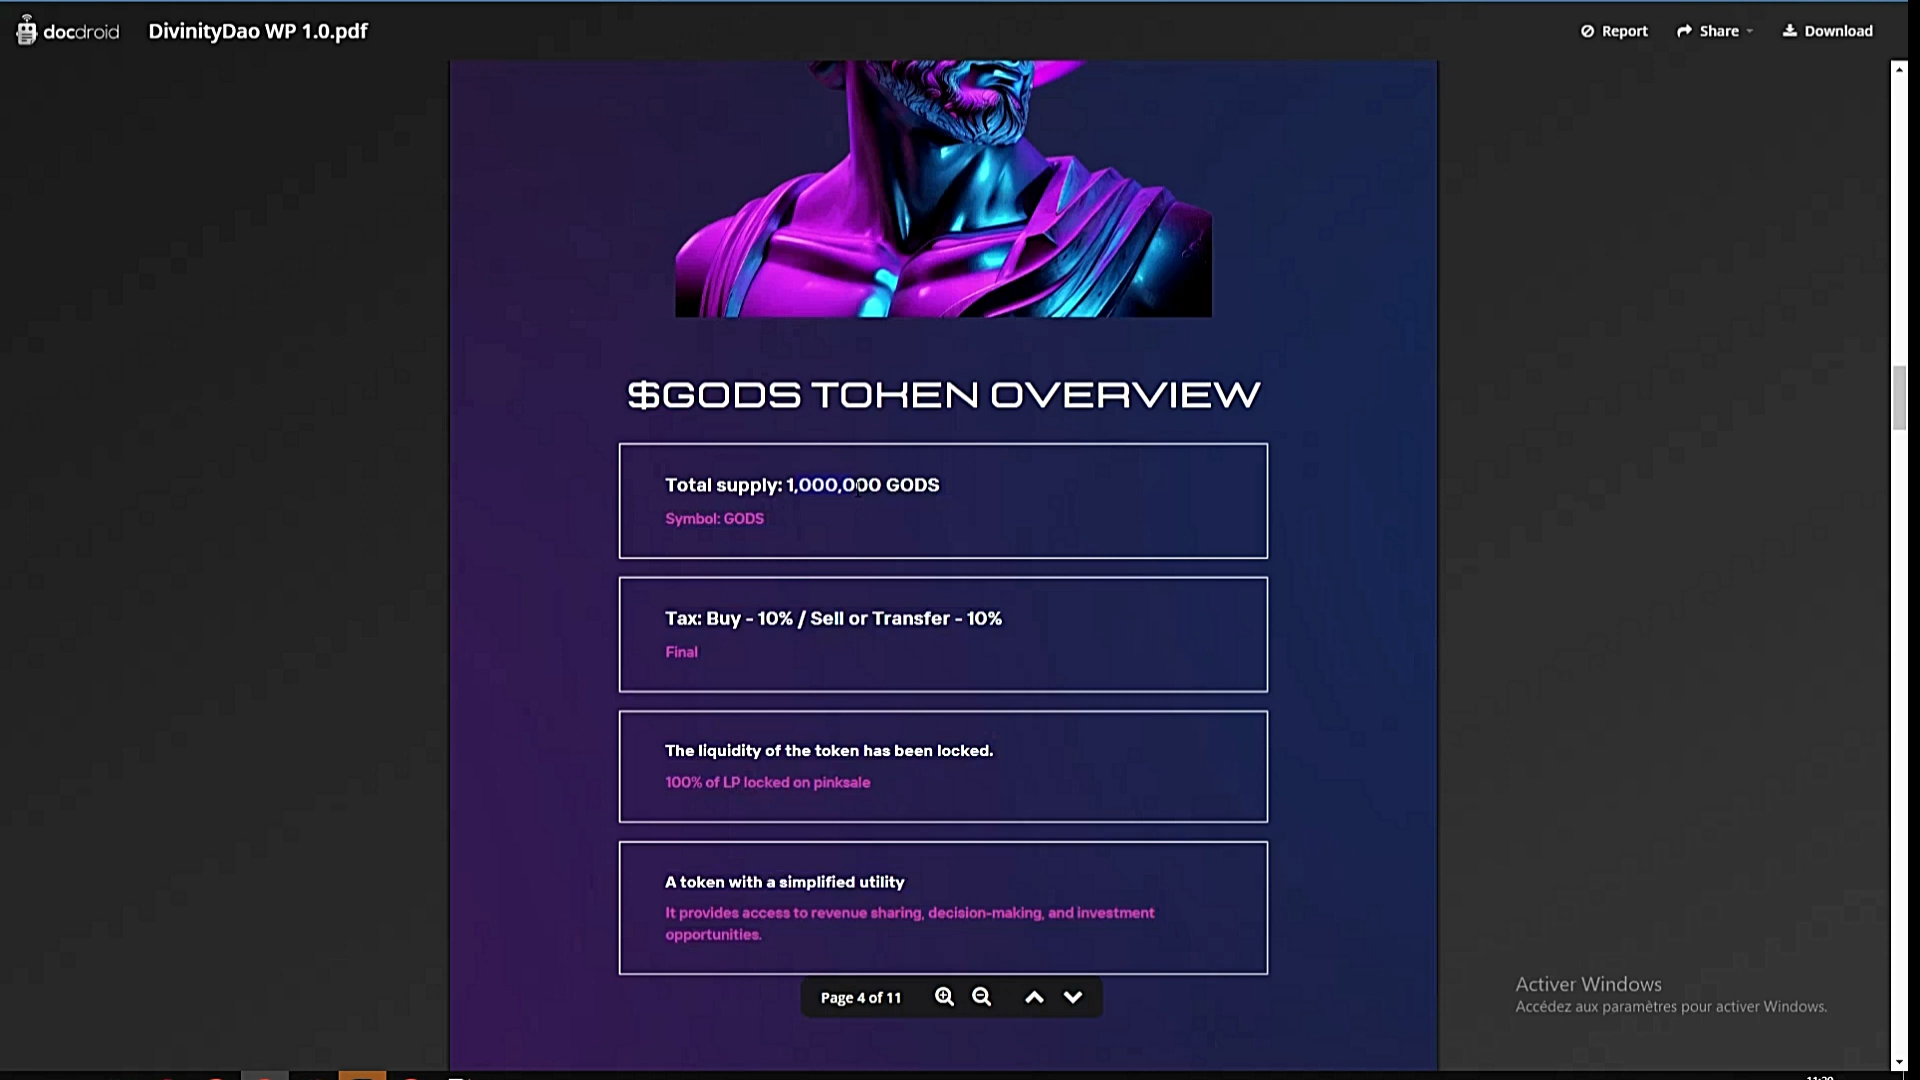 docdroid
DivinityDao WP 1.0.pdf
Report
Share
Download
$GODS TOKEN OVERVIEW
Total supply: 1,000,000 GODS
Symbol: GODS
Tax: Buy - 10% / Sell or Transfer - 10%
Final
The liquidity of the token has been locked.
100% of LP locked on pinksale
A token with a simplified utility
It provides access to revenue sharing, decision-making, and investment
opportunities.
Page 4 of 11
Activer Windows
Accédez aux paramètres pour activer Windows.